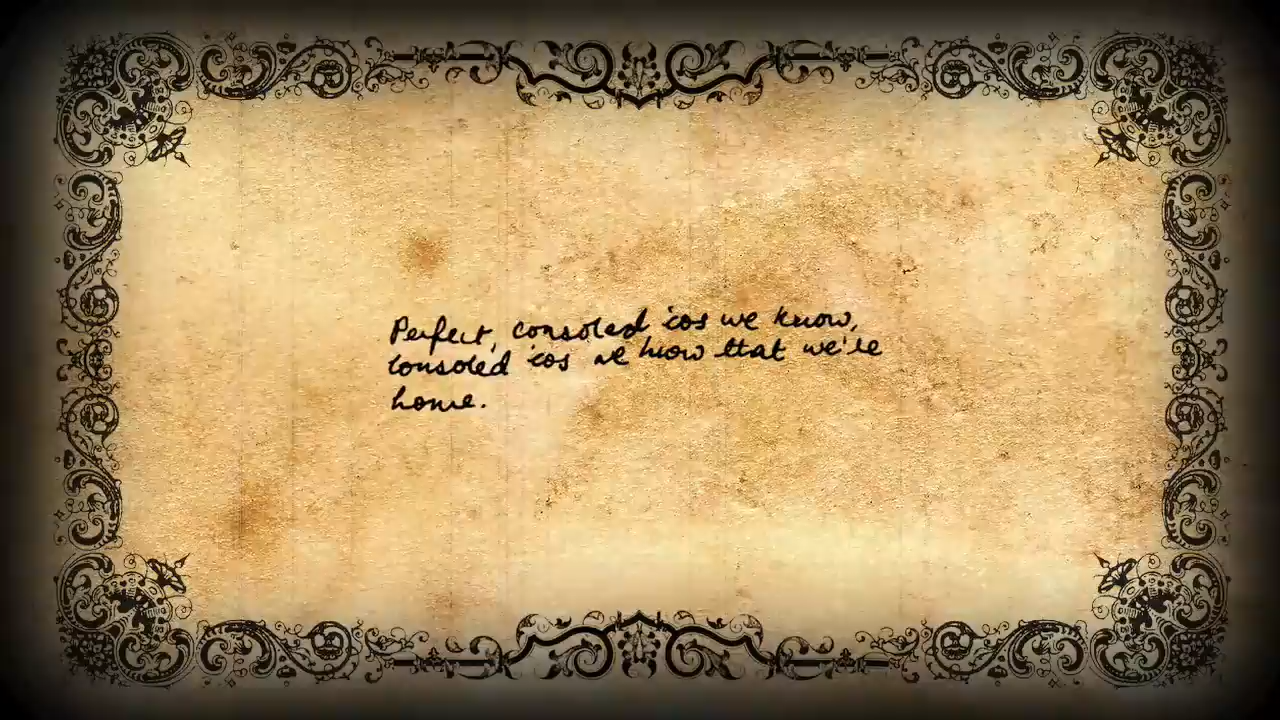 Perfect, consoled 'cos we know,
consoled 'cos we know that we're
home.